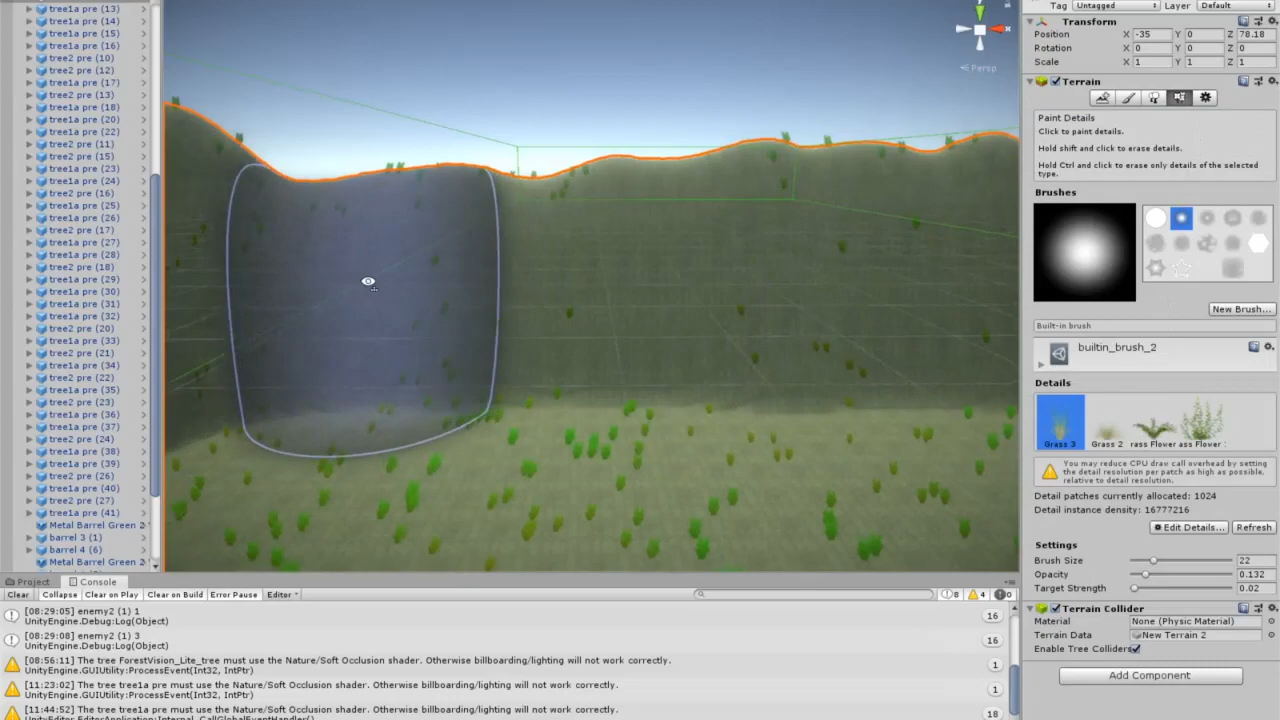 tree1a pre (13)
tree1a pre (14)
tree1a pre (15)
tree1a pre (16)
tree2 pre (10)
tree2 pre (12)
tree1a pre (17)
tree2 pre (13)
tree1a pre (18)
tree1a pre (20)
tree1a pre (22)
tree2 pre (11)
tree2 pre (15)
tree1a pre (23)
tree1a pre (24)
tree2 pre (16)
tree1a pre (25)
tree1a pre (26)
tree2 pre (17)
tree1a pre (27)
tree1a pre (28)
tree2 pre (18)
tree1a pre (29)
tree1a pre (30)
tree1a pre (31)
tree1a pre (32)
tree2 pre (20)
tree1a pre (33)
tree2 pre (21)
tree1a pre (34)
tree2 pre (22)
tree1a pre (35)
tree2 pre (23)
tree1a pre (36)
tree1a pre (37)
tree2 pre (24)
tree1a pre (38)
tree1a pre (39)
tree2 pre (26)
tree1a pre (40)
tree2 pre (27)
tree1a pre (41)
Metal Barrel Green 2
barrel 3 (1)
barrel 4 (6)
Metal Barrel Green 2
Persp
Tag Untagged Layer Default
Transform
Position X -35 Y 0 Z 78.18
Rotation X 0 Y 0 Z 0
Scale X 1 Y 1 Z 1
Terrain
Paint Details
Click to paint details.
Hold shift and click to erase details.
Hold Ctrl and click to erase only details of the selected
type.
Brushes
New Brush...
Built-in brush
builtin_brush_2
Details
Grass 3 Grass 2 rass Flower ass Flower
You may reduce CPU draw call overhead by setting
the detail resolution per patch as high as possible,
relative to detail resolution.
Detail patches currently allocated: 1024
Detail instance density: 16777216
Edit Details... Refresh
Settings
Brush Size 22
Opacity 0.132
Target Strength 0.02
Terrain Collider
Material None (Physic Material)
Terrain Data New Terrain 2
Enable Tree Colliders
Add Component
Project Console
Clear Collapse Clear on Play Clear on Build Error Pause Editor 8 4 0
[08:29:05] enemy2 (1) 1
UnityEngine.Debug:Log(Object) 16
[08:29:08] enemy2 (1) 3
UnityEngine.Debug:Log(Object) 16
[08:56:11] The tree ForestVision_Lite_tree must use the Nature/Soft Occlusion shader. Otherwise billboarding/lighting will not work correctly.
UnityEngine.GUIUtility:ProcessEvent(Int32, IntPtr) 1
[11:23:02] The tree tree1a pre must use the Nature/Soft Occlusion shader. Otherwise billboarding/lighting will not work correctly.
UnityEngine.GUIUtility:ProcessEvent(Int32, IntPtr) 1
[11:44:52] The tree tree1a pre must use the Nature/Soft Occlusion shader. Otherwise billboarding/lighting will not work correctly.
UnityEditor.EditorApplication:Internal_CallGlobalEventHandler() 18